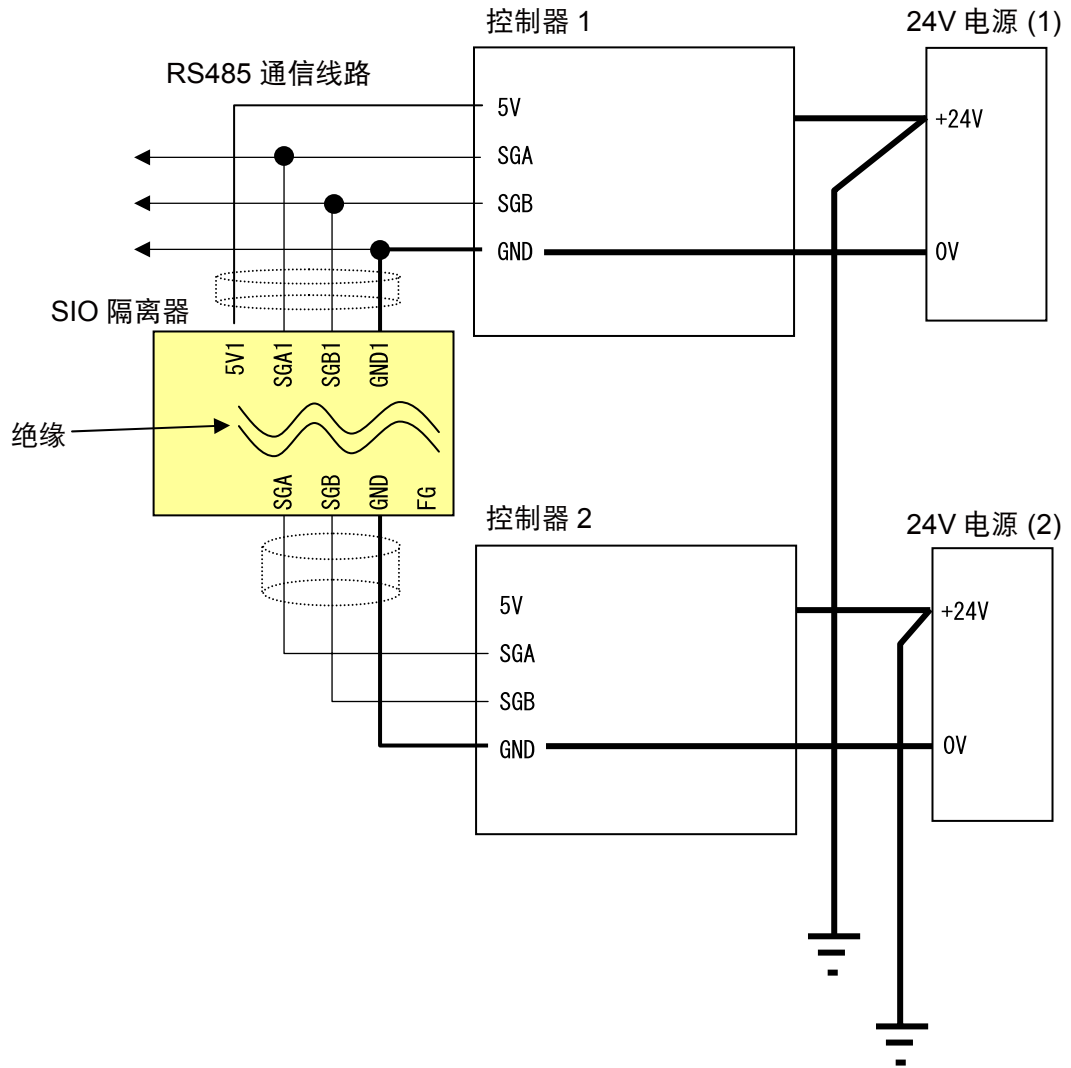 控制器 1
24V 电源 (1)
RS485 通信线路
5V
SGA
SGB
GND
+24V
0V
SIO 隔离器
5V1
SGA1
SGB1
GND1
绝缘
SGA
SGB
GND
FG
控制器 2
24V 电源 (2)
5V
SGA
SGB
GND
+24V
0V